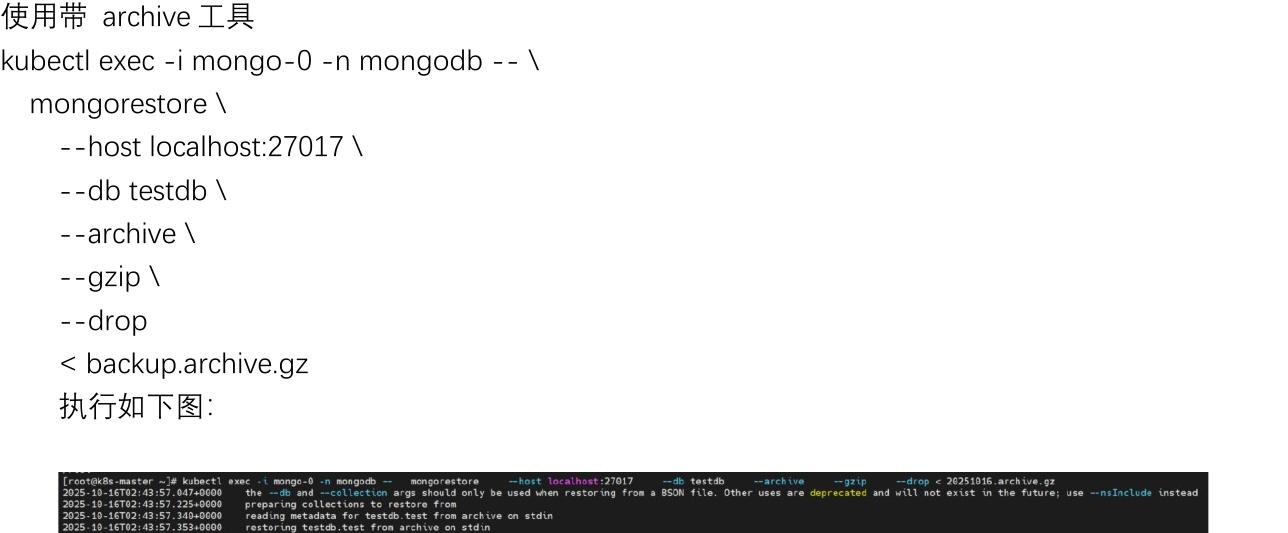 使用带 archive 工具
kubectl exec -i mongo-0 -n mongodb -- \
mongorestore \
--host localhost:27017 \
--db testdb \
--archive \
--gzip \
--drop
< backup.archive.gz
执行如下图：
[root@k8s-master ~]# kubectl exec -i mongo-0 -n mongodb -- mongorestore --host localhost:27017 --db testdb --archive --gzip --drop < 20251016.archive.gz
2025-10-16T02:43:57.047+0000 the --db and --collection args should only be used when restoring from a BSON file. Other uses are deprecated and will not exist in the future; use --nsInclude instead
2025-10-16T02:43:57.225+0000 preparing collections to restore from
2025-10-16T02:43:57.340+0000 reading metadata for testdb.test from archive on stdin
2025-10-16T02:43:57.353+0000 restoring testdb.test from archive on stdin